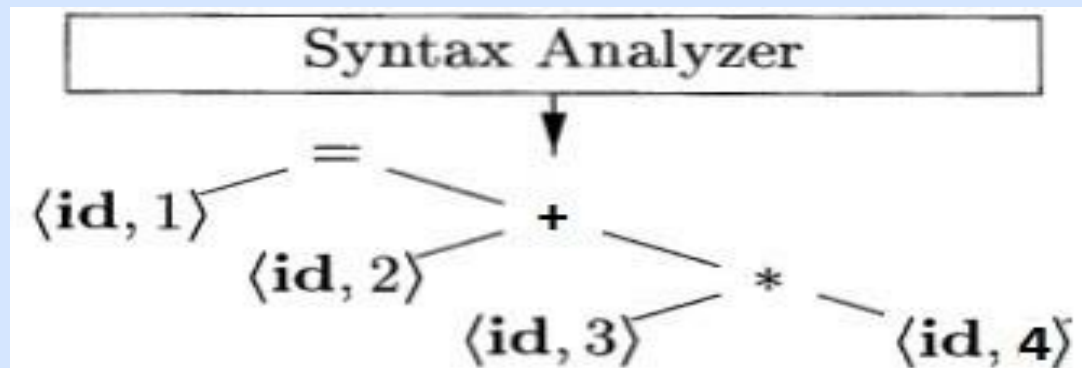 Syntax Analyzer
=
⟨id, 1⟩
+
⟨id, 2⟩
*
⟨id, 3⟩
⟨id, 4⟩